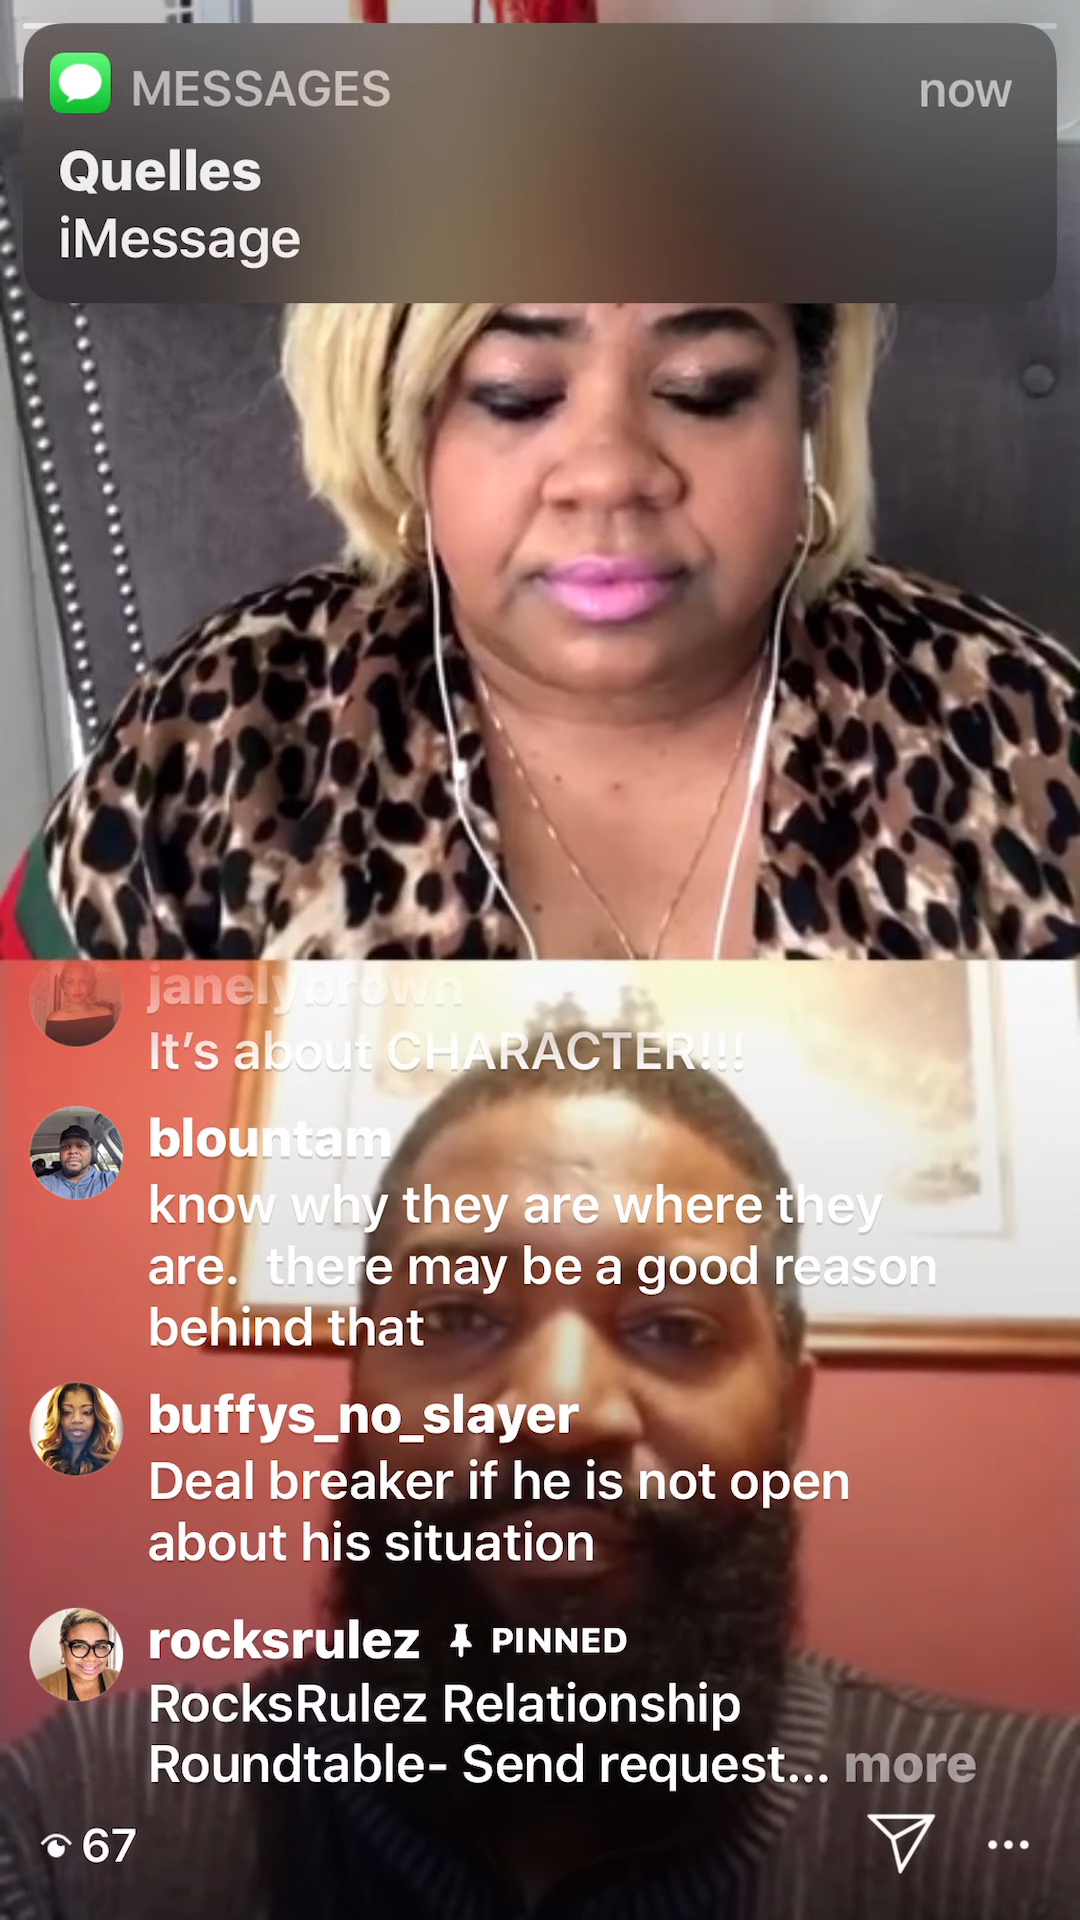 MESSAGES
now
Quelles
iMessage
janelybrown
It's about CHARACTER!!!
blountam
know why they are where they
are.  there may be a good reason
behind that
buffys_no_slayer
Deal breaker if he is not open
about his situation
rocksrulez PINNED
RocksRulez Relationship
Roundtable- Send request... more
67